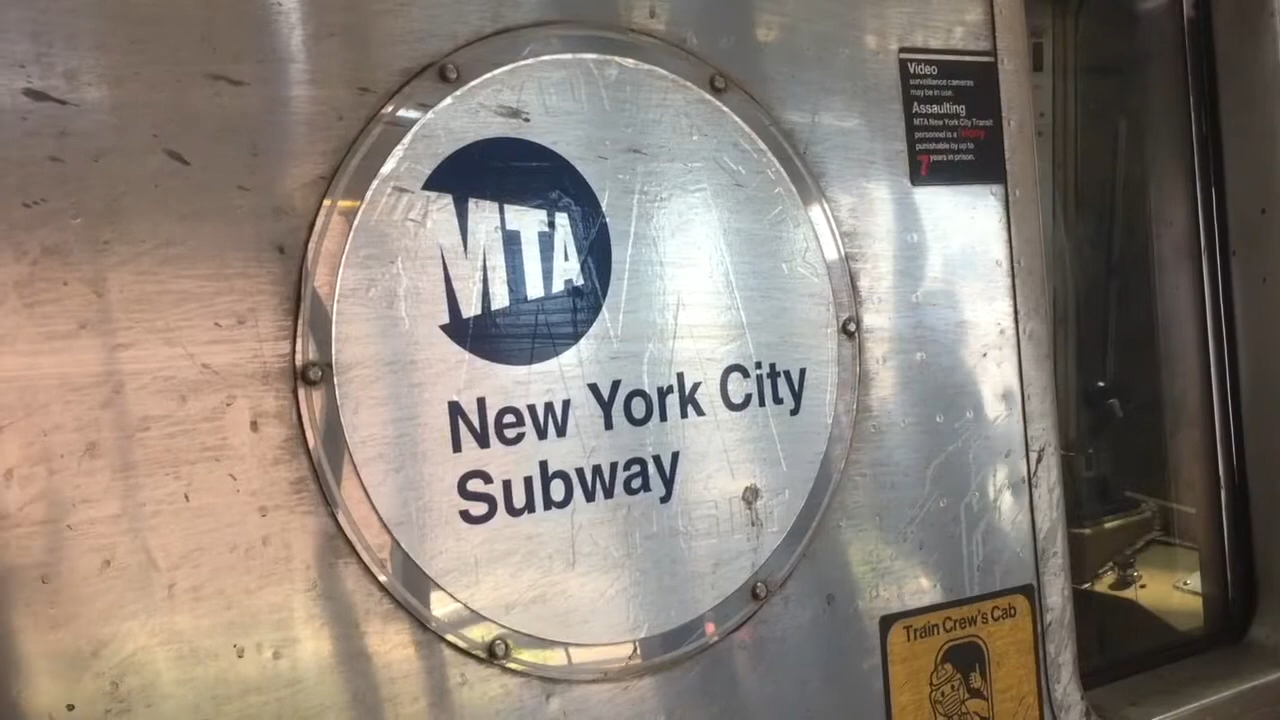 MTA
New York City
Subway
Video
surveillance cameras
may be in use.
Assaulting
MTA New York City Transit
personnel is a felony
punishable by up to
7 years in prison.
Train Crew's Cab